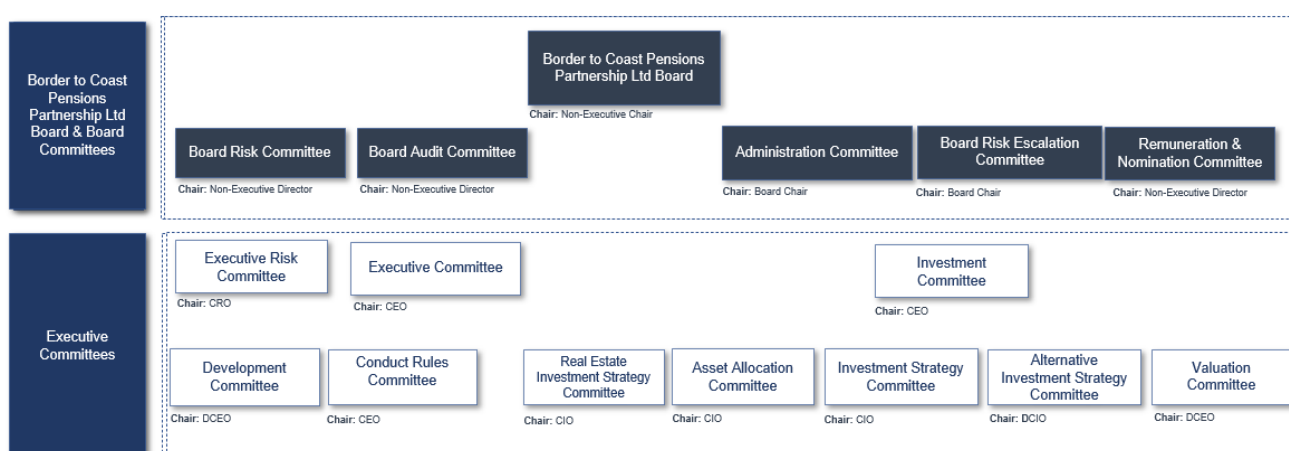 Border to Coast
Pensions
Partnership Ltd
Board & Board
Committees
Border to Coast Pensions
Partnership Ltd Board
Chair: Non-Executive Chair
Board Risk Committee
Chair: Non-Executive Director
Board Audit Committee
Chair: Non-Executive Director
Administration Committee
Chair: Board Chair
Board Risk Escalation
Committee
Chair: Board Chair
Remuneration &
Nomination Committee
Chair: Non-Executive Director
Executive
Committees
Executive Risk
Committee
Chair: CRO
Executive Committee
Chair: CEO
Investment
Committee
Chair: CEO
Development
Committee
Chair: DCEO
Conduct Rules
Committee
Chair: CEO
Real Estate
Investment Strategy
Committee
Chair: CIO
Asset Allocation
Committee
Chair: CIO
Investment Strategy
Committee
Chair: CIO
Alternative
Investment Strategy
Committee
Chair: DCIO
Valuation
Committee
Chair: DCEO